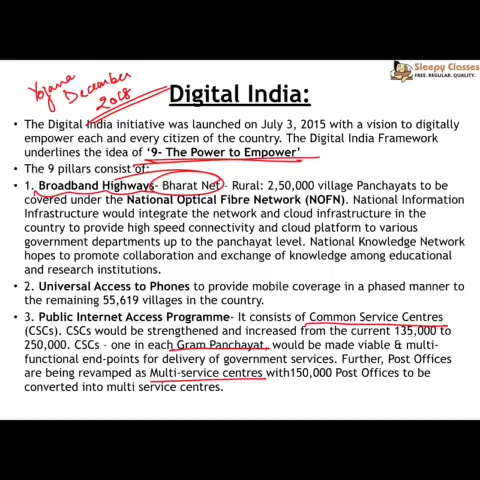 Sleepy Classes
FREE. REGULAR. QUALITY.
Yojana
December
2018
Digital India:
• The Digital India initiative was launched on July 3, 2015 with a vision to digitally
empower each and every citizen of the country. The Digital India Framework
underlines the idea of '9- The Power to Empower'
• The 9 pillars consist of:
• 1. Broadband Highways- Bharat Net - Rural: 2,50,000 village Panchayats to be
covered under the National Optical Fibre Network (NOFN). National Information
Infrastructure would integrate the network and cloud infrastructure in the
country to provide high speed connectivity and cloud platform to various
government departments up to the panchayat level. National Knowledge Network
hopes to promote collaboration and exchange of knowledge among educational
and research institutions.
• 2. Universal Access to Phones to provide mobile coverage in a phased manner to
the remaining 55,619 villages in the country.
• 3. Public Internet Access Programme- It consists of Common Service Centres
(CSCs). CSCs would be strengthened and increased from the current 135,000 to
250,000. CSCs - one in each Gram Panchayat, would be made viable & multi-
functional end-points for delivery of government services. Further, Post Offices
are being revamped as Multi-service centres with150,000 Post Offices to
be converted into multi service centres.